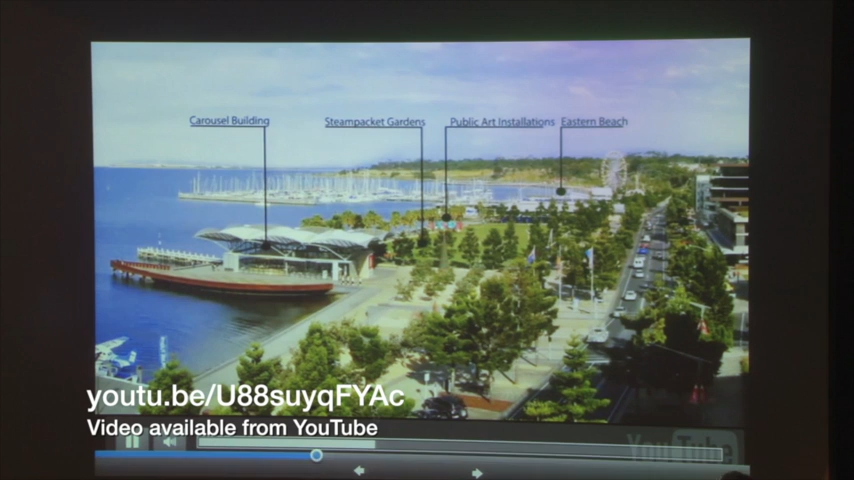 Carousel Building
Steampacket Gardens
Public Art Installations
Eastern Beach
youtu.be/U88suyqFYAc
Video available from YouTube
YouTube